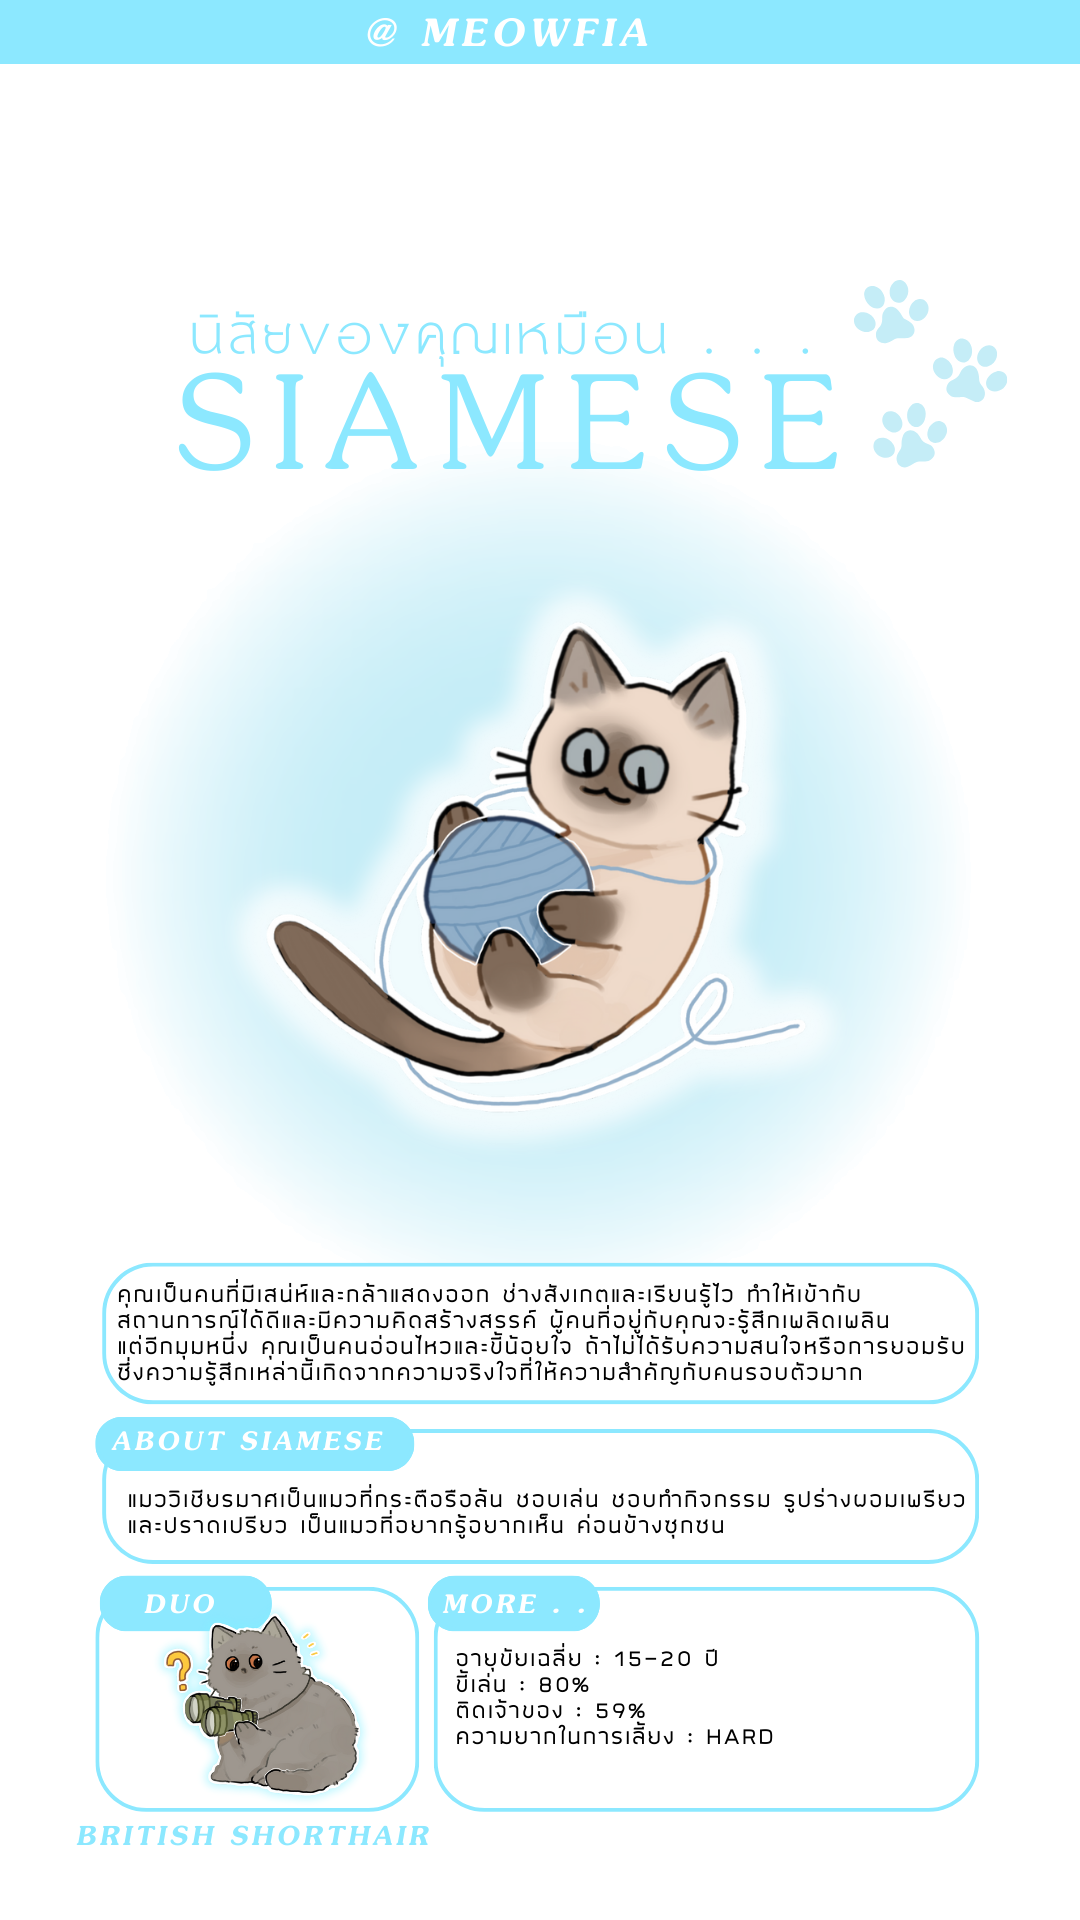 @ MEOWFIA
นิสัยของคุณเหมือน . . .
SIAMESE
คุณเป็นคนที่มีเสน่ห์และกล้าแสดงออก ช่างสังเกตและเรียนรู้ไว ทำให้เข้ากับ
สถานการณ์ได้ดีและมีความคิดสร้างสรรค์ ผู้คนที่อยู่กับคุณจะรู้สึกเพลิดเพลิน
แต่อีกมุมหนึ่ง คุณเป็นคนอ่อนไหวและขี้น้อยใจ ถ้าไม่ได้รับความสนใจหรือการยอมรับ
ซึ่งความรู้สึกเหล่านี้เกิดจากความจริงใจที่ให้ความสำคัญกับคนรอบตัวมาก
ABOUT SIAMESE
แมววิเชียรมาศเป็นแมวที่กระตือรือล้น ชอบเล่น ชอบทำกิจกรรม รูปร่างผอมเพรียว
และปราดเปรียว เป็นแมวที่อยากรู้อยากเห็น ค่อนข้างซุกซน
DUO
?
MORE . .
อายุขัยเฉลี่ย : 15-20 ปี
ขี้เล่น : 80%
ติดเจ้าของ : 59%
ความยากในการเลี้ยง : HARD
BRITISH SHORTHAIR